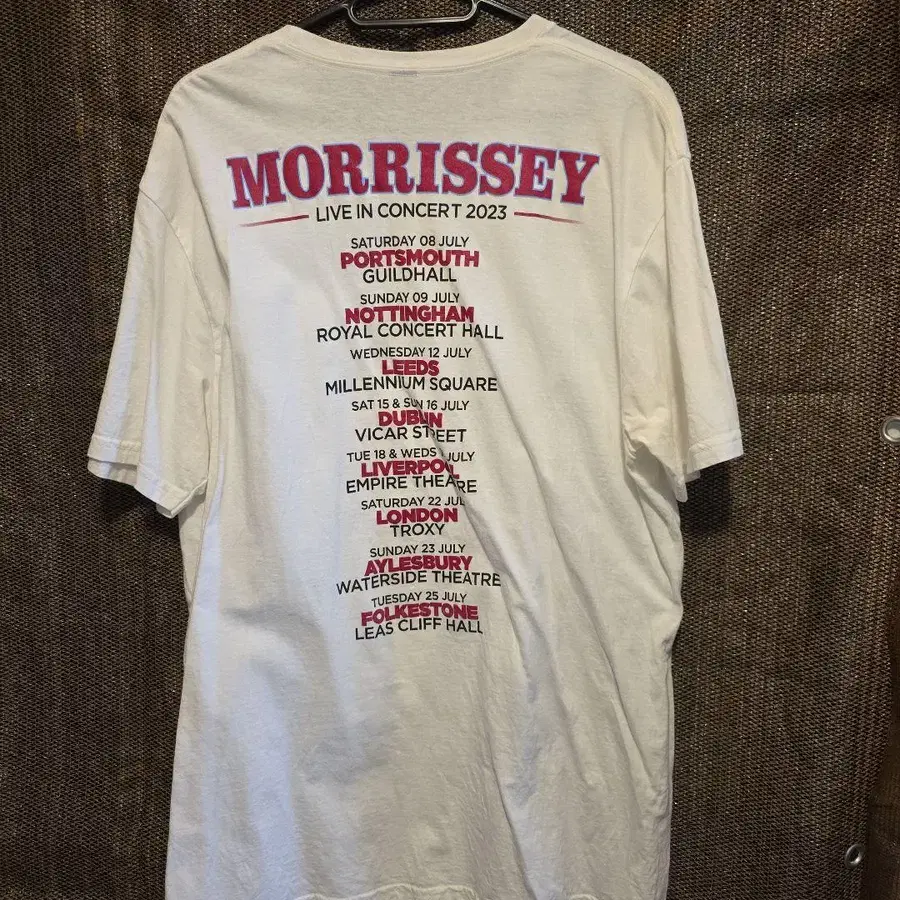 MORRISSEY
LIVE IN CONCERT 2023
SATURDAY 08 JULY
PORTSMOUTH
GUILDHALL
SUNDAY 09 JULY
NOTTINGHAM
ROYAL CONCERT HALL
WEDNESDAY 12 JULY
LEEDS
MILLENNIUM SQUARE
SAT 15 & SUN 16 JULY
DUBLIN
VICAR STREET
TUE 18 & WEDS JULY
LIVERPOOL
EMPIRE THEATRE
SATURDAY 22 JULY
LONDON
TROXY
SUNDAY 23 JULY
AYLESBURY
WATERSIDE THEATRE
TUESDAY 25 JULY
FOLKESTONE
LEAS CLIFF HALL